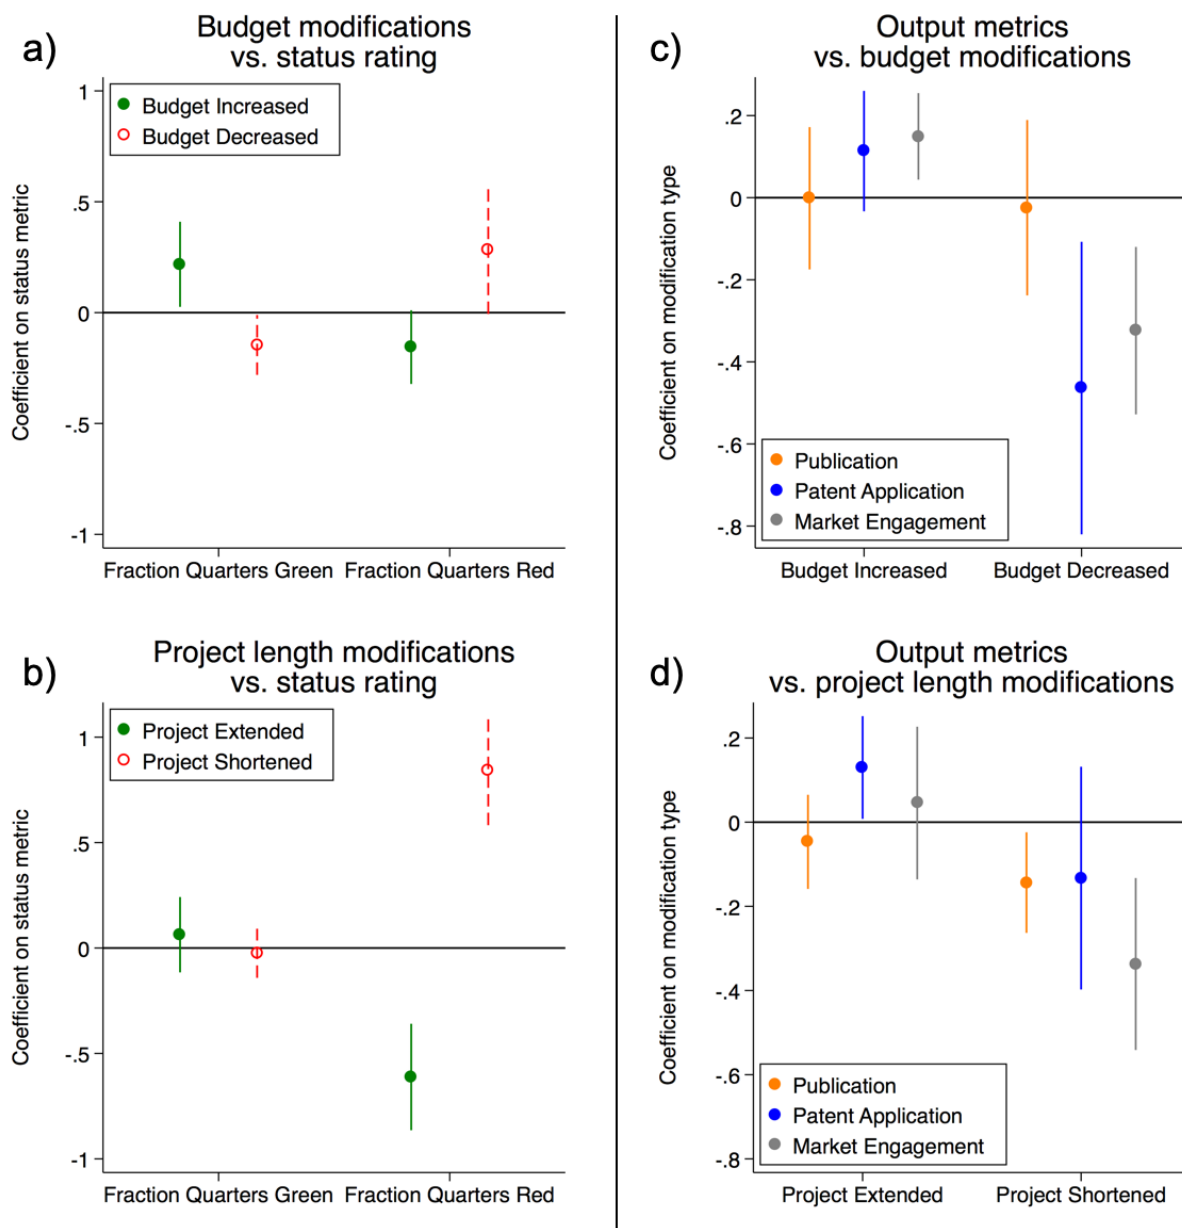 a)
Budget modifications
vs. status rating
Budget Increased
Budget Decreased
Coefficient on status metric
1
.5
0
-.5
-1
Fraction Quarters Green
Fraction Quarters Red
b)
Project length modifications
vs. status rating
Project Extended
Project Shortened
Coefficient on status metric
1
.5
0
-.5
-1
Fraction Quarters Green
Fraction Quarters Red
c)
Output metrics
vs. budget modifications
Coefficient on modification type
.2
0
-.2
-.4
-.6
-.8
Publication
Patent Application
Market Engagement
Budget Increased
Budget Decreased
d)
Output metrics
vs. project length modifications
Coefficient on modification type
.2
0
-.2
-.4
-.6
-.8
Publication
Patent Application
Market Engagement
Project Extended
Project Shortened